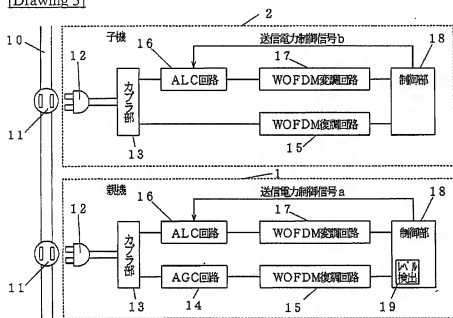 [Drawing 3]
10
2
子機
送信電力制御信号b
12
16
17
18
ALC回路
WOFDM変調回路
制御部
カプラ部
WOFDM復調回路
11
13
15
1
親機
送信電力制御信号a
12
16
17
18
ALC回路
WOFDM変調回路
制御部
カプラ部
AGC回路
WOFDM復調回路
レベル
検出
11
13
14
15
19